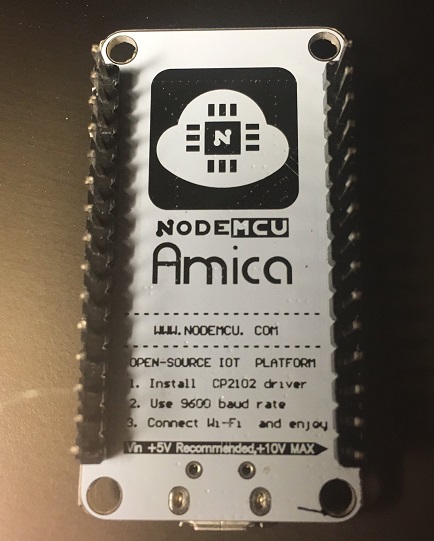 N
NODEMCU
Amica
WWW.NODEMCU. COM
OPEN-SOURCE IOT PLATFORM
1. Install CP2102 driver
2. Use 9600 baud rate
3. Connect Wi-Fi and enjoy
Vin +5V Recommended,+10V MAX